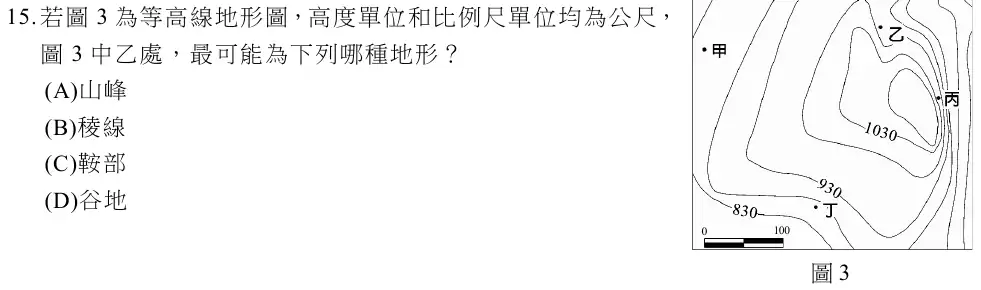 15.若圖 3 為等高線地形圖，高度單位和比例尺單位均為公尺，
圖 3 中乙處，最可能為下列哪種地形？
(A)山峰
(B)稜線
(C)鞍部
(D)谷地
乙
甲
丙
1030
930
830
丁
0 100
圖 3